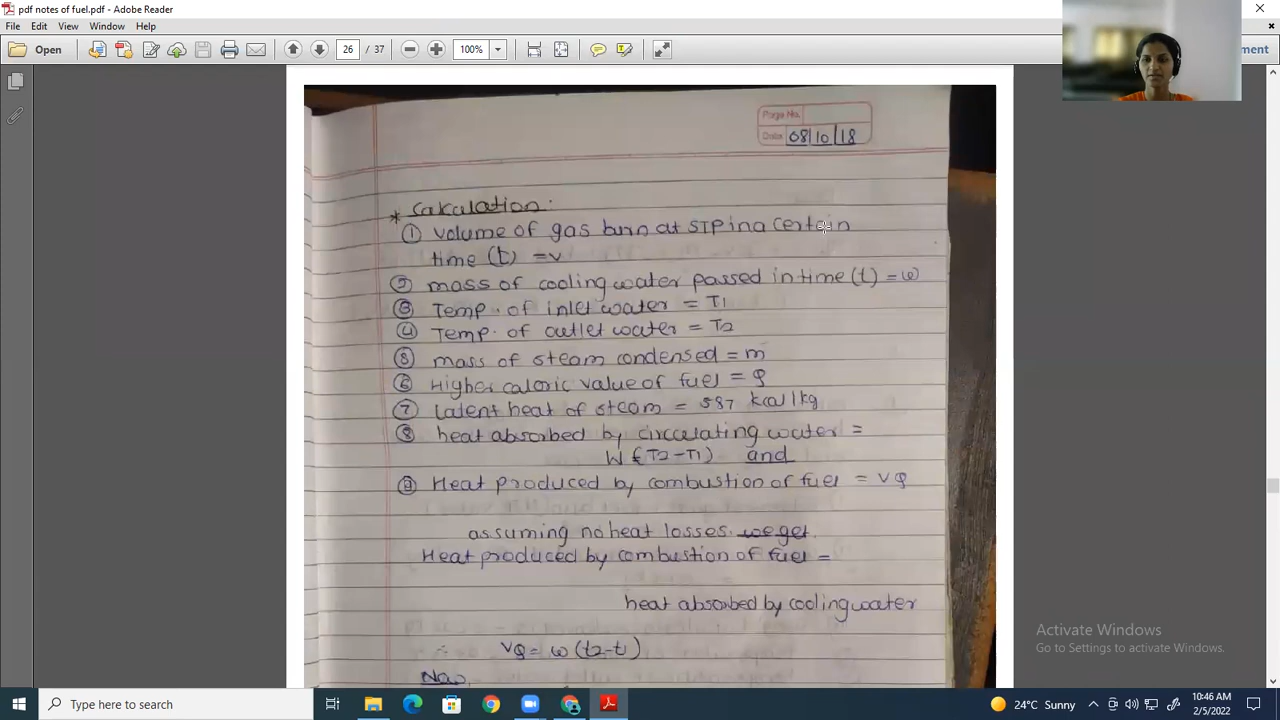 pdf notes of fuel.pdf - Adobe Reader
File Edit View Window Help
Open 26 / 37 100% ment
Page No.
Date 08/10/18
* Calculation.
① volume of gas burn at STP in a certain
time (t) = v
② mass of cooling water passed in time (t) = w
③ Temp. of inlet water = T1
④ Temp. of outlet water = T2
⑤ mass of steam condensed = m
⑥ Higher caloric value of fuel = Q
⑦ Latent heat of steam = 587 kcal/kg
⑧ heat absorbed by circulating water =
W (T2-T1) and
⑨ Heat produced by combustion of fuel = VQ
assuming no heat losses. we get.
Heat produced by combustion of fuel =
heat absorbed by cooling water
∴ VQ = w (t2-t1)
Now,
Activate Windows
Go to Settings to activate Windows.
Type here to search
24°C Sunny
10:46 AM
2/5/2022